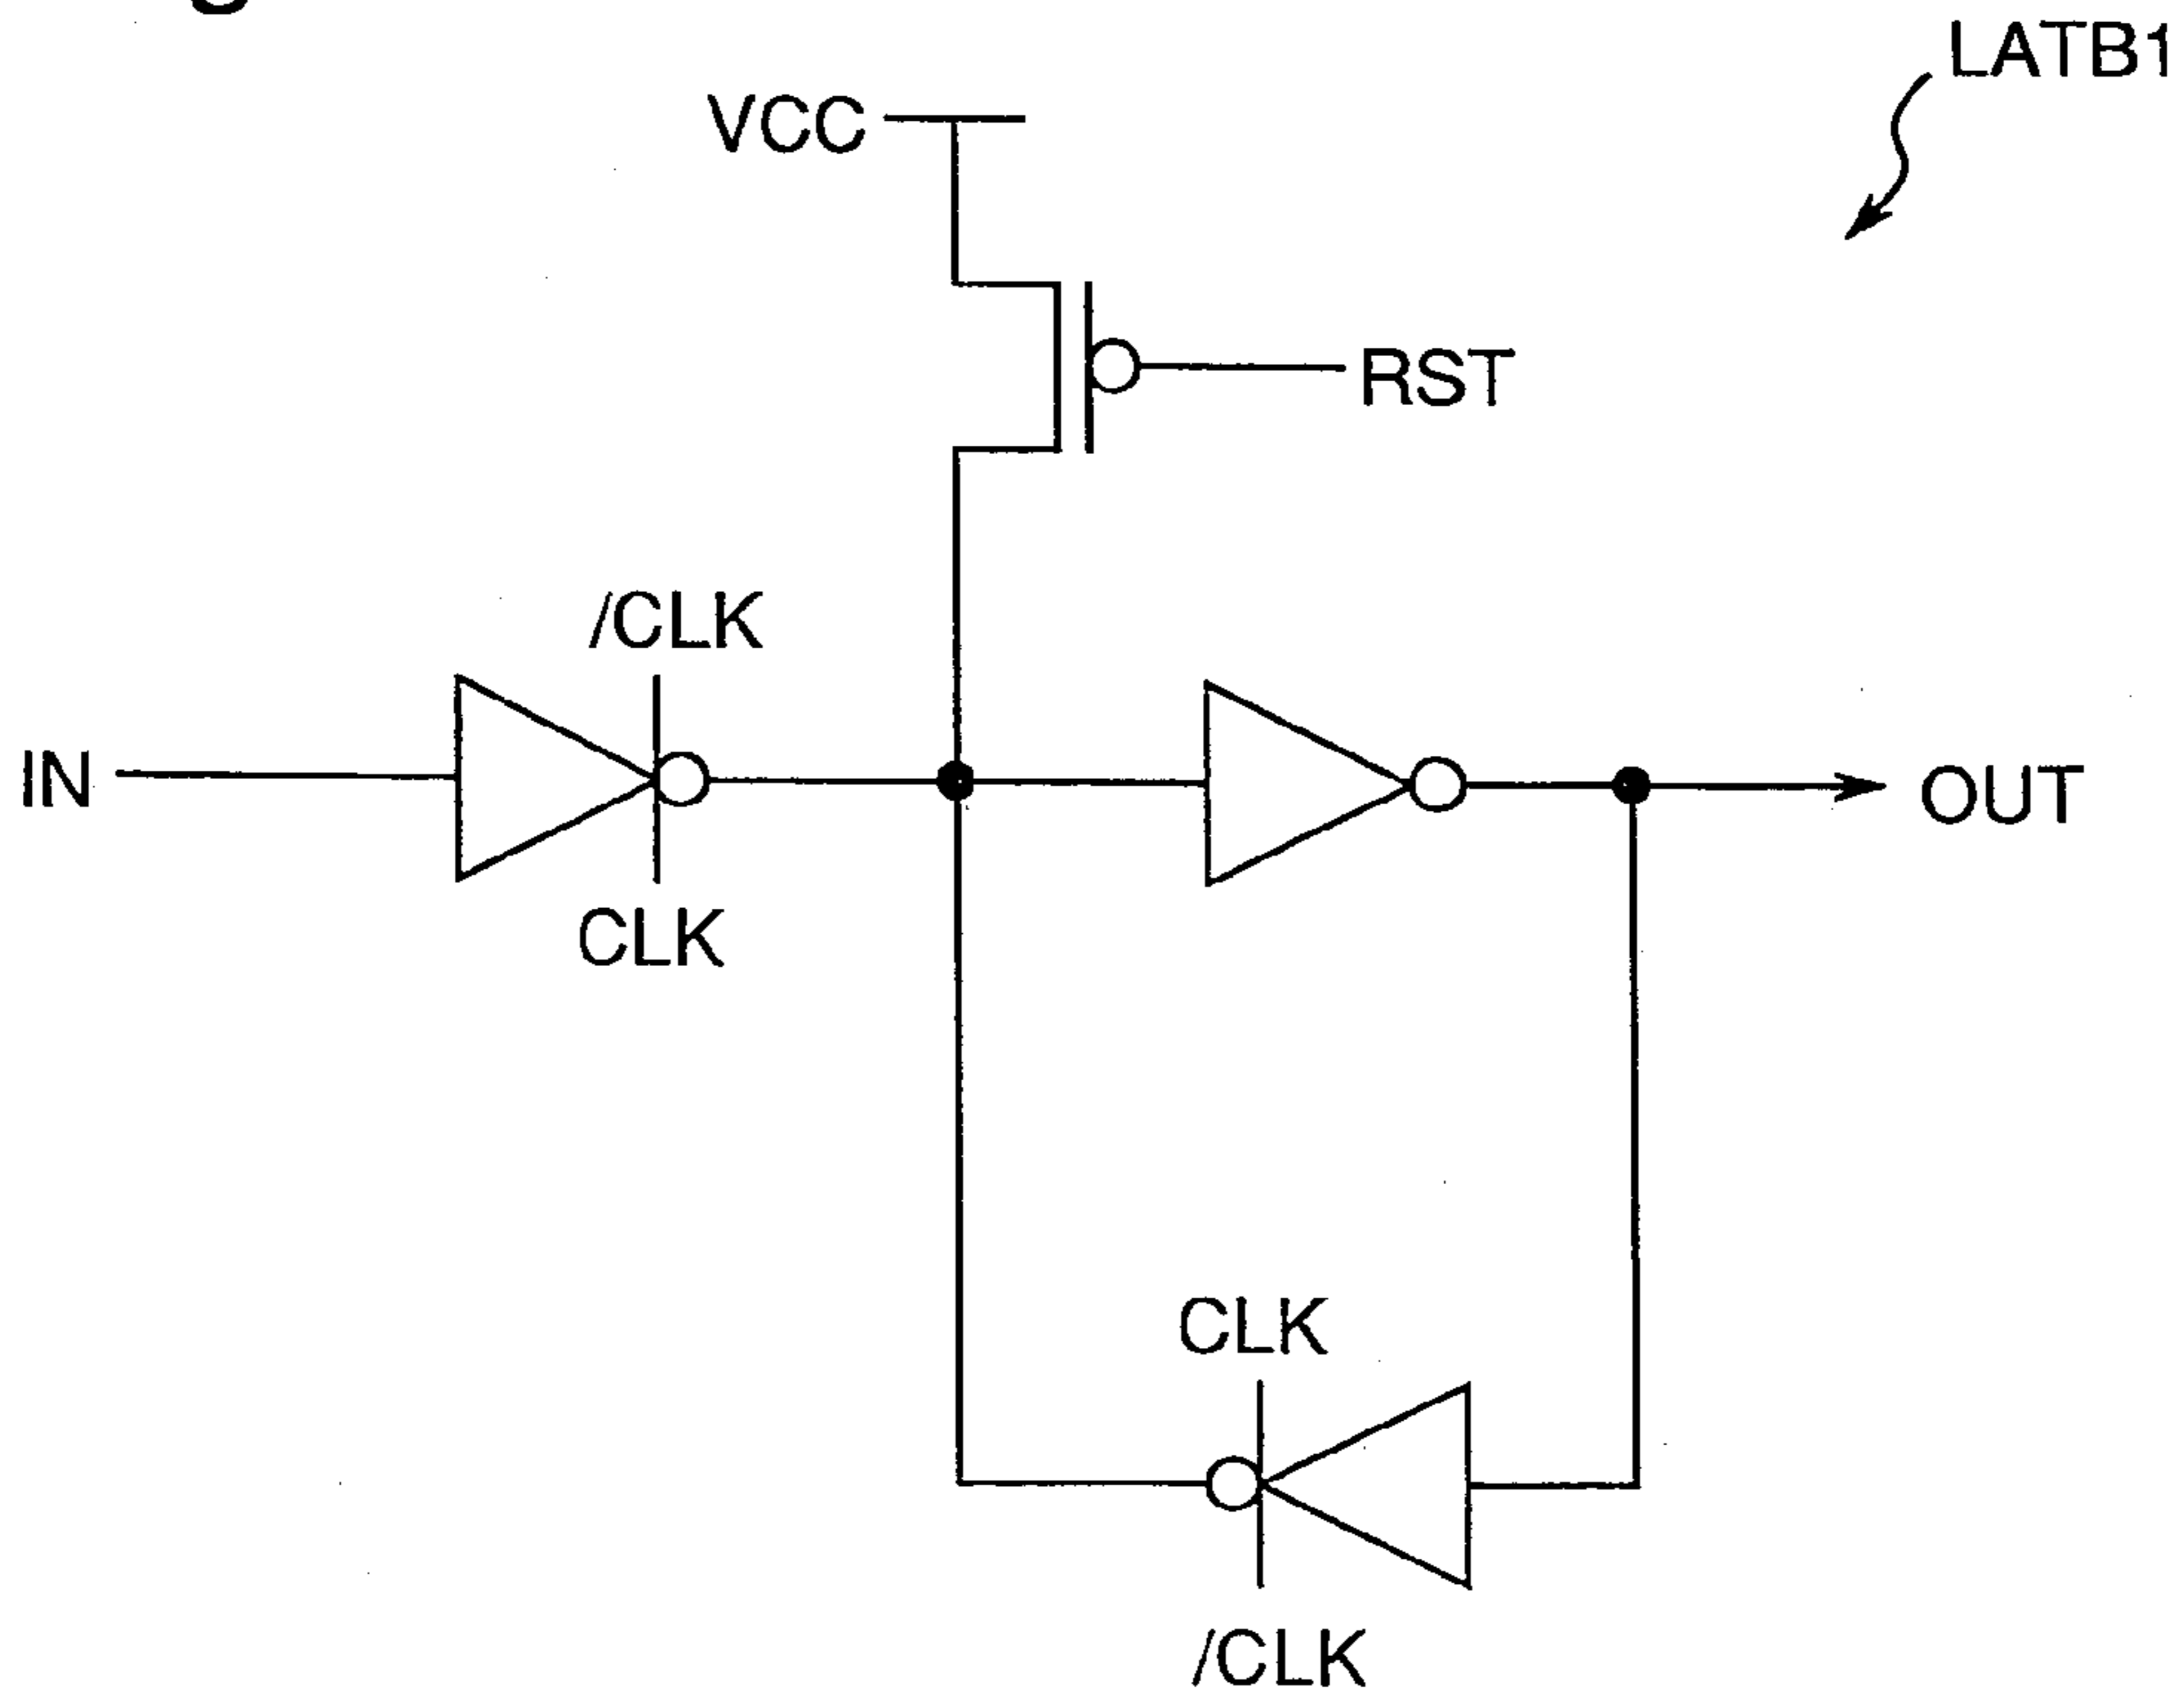 LATB1
VCC
RST
/CLK
IN
OUT
CLK
CLK
/CLK